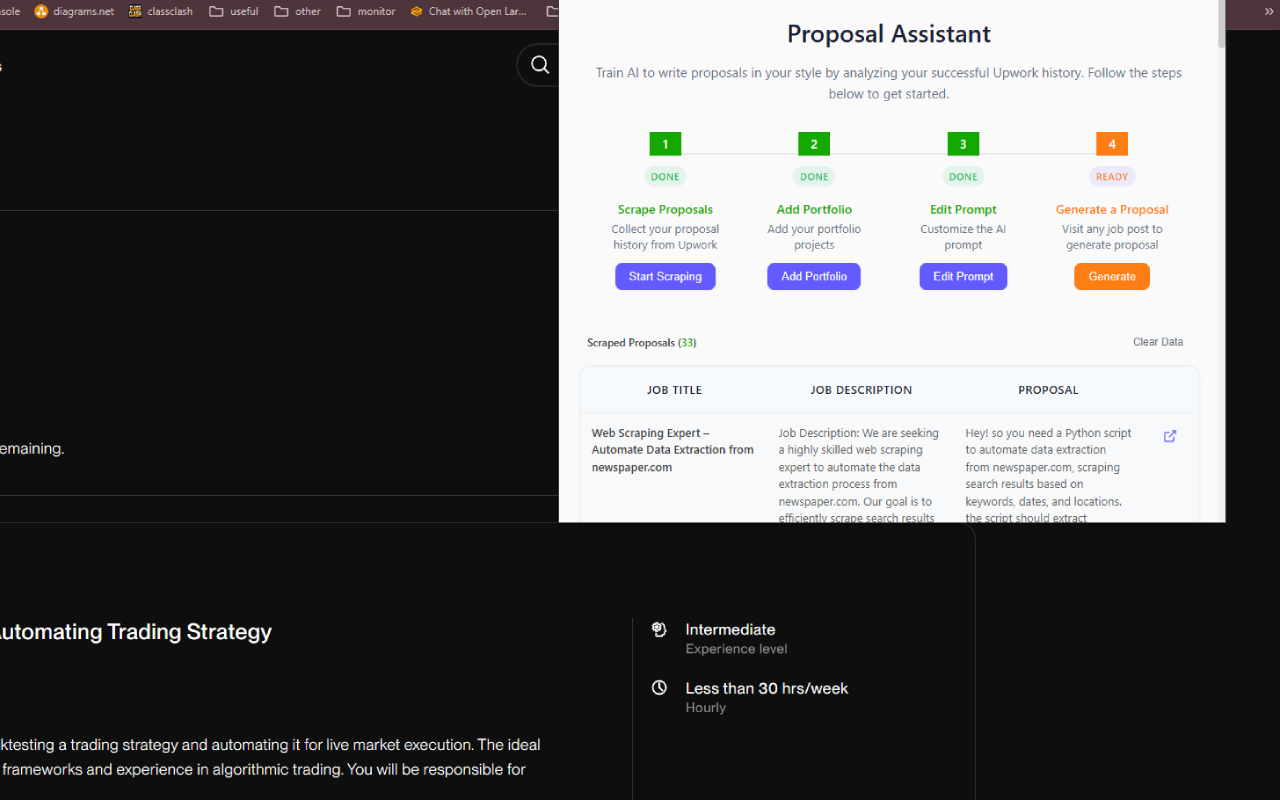 sole
diagrams.net
classclash
useful
other
monitor
Chat with Open Lar...
»
s
Proposal Assistant
Train AI to write proposals in your style by analyzing your successful Upwork history. Follow the steps
below to get started.
1
2
3
4
DONE
DONE
DONE
READY
Scrape Proposals
Add Portfolio
Edit Prompt
Generate a Proposal
Collect your proposal
history from Upwork
Add your portfolio
projects
Customize the AI
prompt
Visit any job post to
generate proposal
Start Scraping
Add Portfolio
Edit Prompt
Generate
Scraped Proposals (33)
Clear Data
JOB TITLE
JOB DESCRIPTION
PROPOSAL
Web Scraping Expert –
Automate Data Extraction from
newspaper.com
Job Description: We are seeking
a highly skilled web scraping
expert to automate the data
extraction process from
newspaper.com. Our goal is to
efficiently scrape search results
Hey! so you need a Python script
to automate data extraction
from newspaper.com, scraping
search results based on
keywords, dates, and locations.
the script should extract
emaining.
utomating Trading Strategy
Intermediate
Experience level
Less than 30 hrs/week
Hourly
ktesting a trading strategy and automating it for live market execution. The ideal
frameworks and experience in algorithmic trading. You will be responsible for